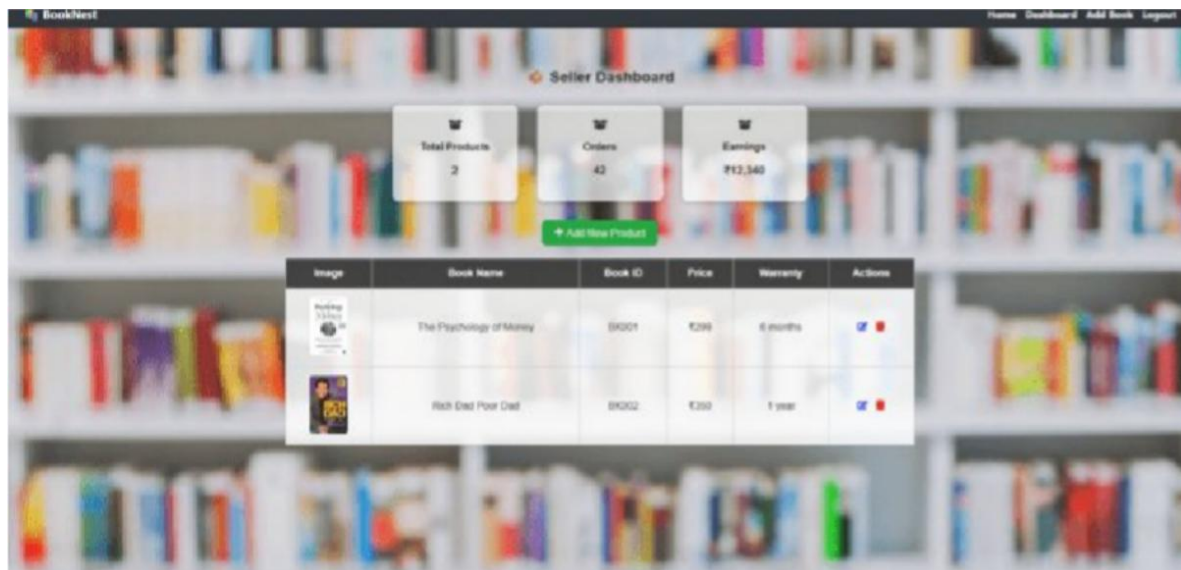 BookNest
Home Dashboard Add Book Logout
Seller Dashboard
Total Products
2
Orders
42
Earnings
₹12,340
+ Add New Product
Image Book Name Book ID Price Warranty Actions
The Psychology of Money BK001 ₹299 6 months
Rich Dad Poor Dad BK002 ₹350 1 year
RICH
DAD